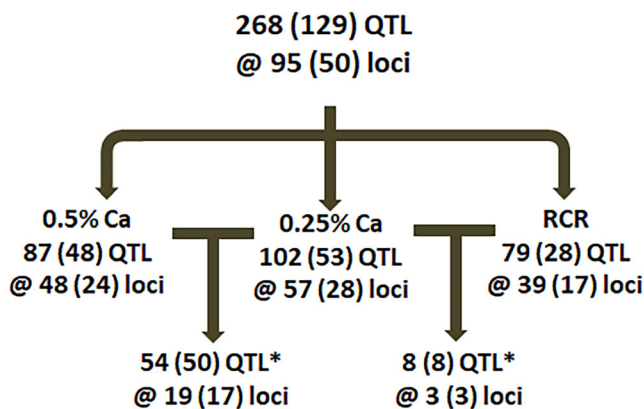 268 (129) QTL
@ 95 (50) loci
0.5% Ca
87 (48) QTL
@ 48 (24) loci
0.25% Ca
102 (53) QTL
@ 57 (28) loci
RCR
79 (28) QTL
@ 39 (17) loci
54 (50) QTL*
@ 19 (17) loci
8 (8) QTL*
@ 3 (3) loci